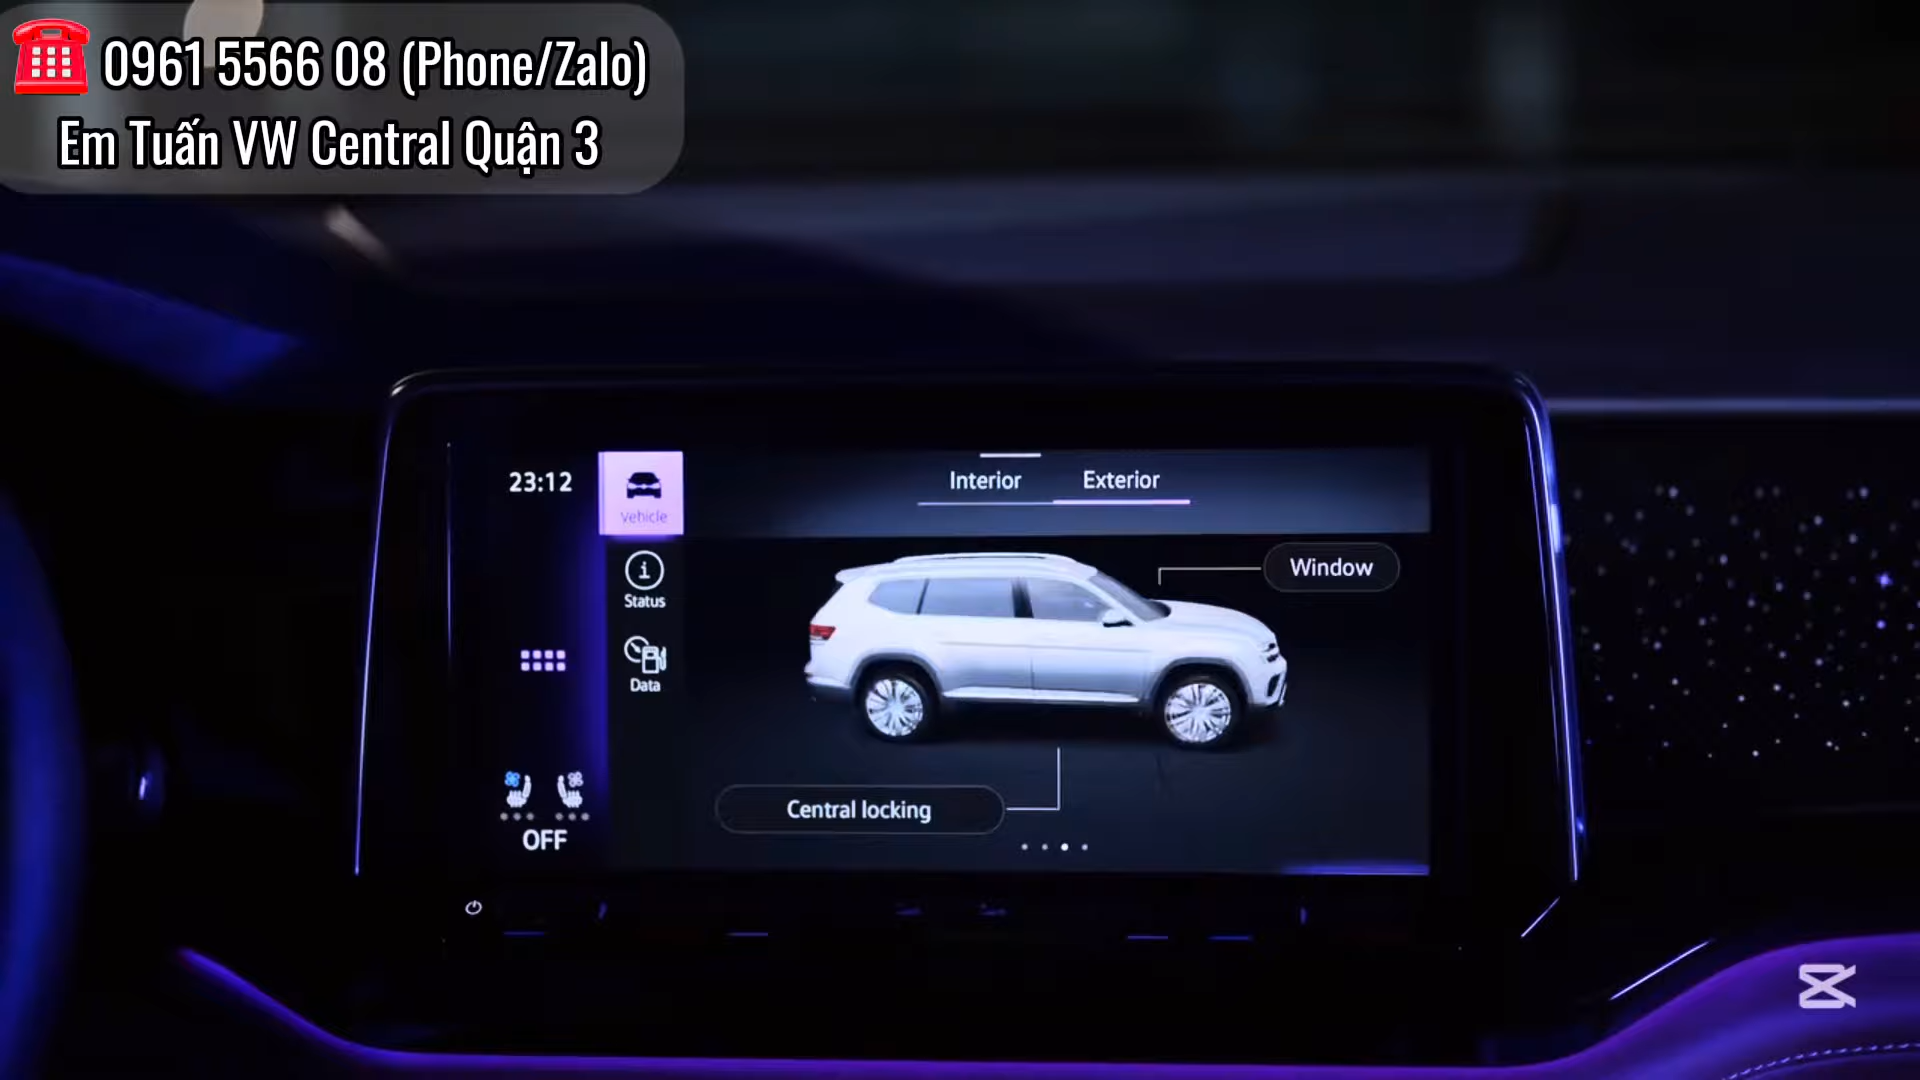 0961 5566 08 (Phone/Zalo)
Em Tuấn VW Central Quận 3
23:12
Vehicle
Interior
Exterior
Status
Window
Data
Central locking
OFF